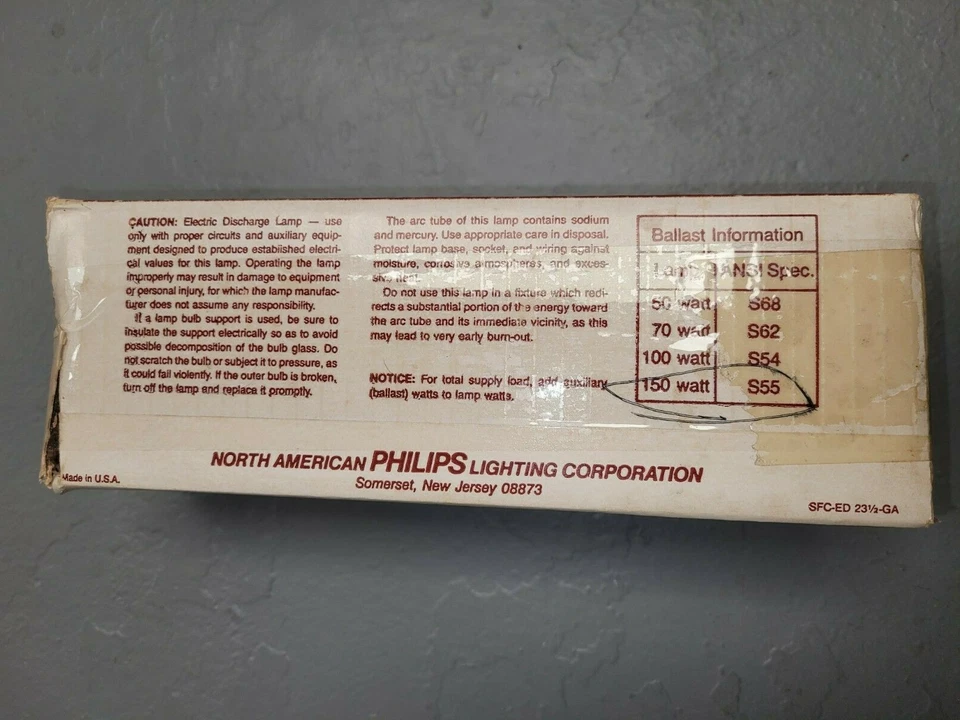 CAUTION: Electric Discharge Lamp — use
only with proper circuits and auxiliary equip-
ment designed to produce established electri-
cal values for this lamp. Operating the lamp
improperly may result in damage to equipment
or personal injury, for which the lamp manufac-
turer does not assume any responsibility.
If a lamp bulb support is used, be sure to
insulate the support electrically so as to avoid
possible decomposition of the bulb glass. Do
not scratch the bulb or subject it to pressure, as
it could fail violently. If the outer bulb is broken,
turn off the lamp and replace it promptly.
The arc tube of this lamp contains sodium
and mercury. Use appropriate care in disposal.
Protect lamp base, socket, and wiring against
moisture, corrosive atmospheres, and exces-
sive
Do not use this lamp in a fixture which redi-
rects a substantial portion of the energy toward
the arc tube and its immediate vicinity, as this
may lead to very early burn-out.
NOTICE: For total supply load, add auxiliary
(ballast) watts to lamp watts.
Ballast Information
Lamp ANSI Spec.
50 watt S68
70 watt S62
100 watt S54
150 watt S55
NORTH AMERICAN PHILIPS LIGHTING CORPORATION
Somerset, New Jersey 08873
Made in U.S.A.
SFC-ED 23½-GA